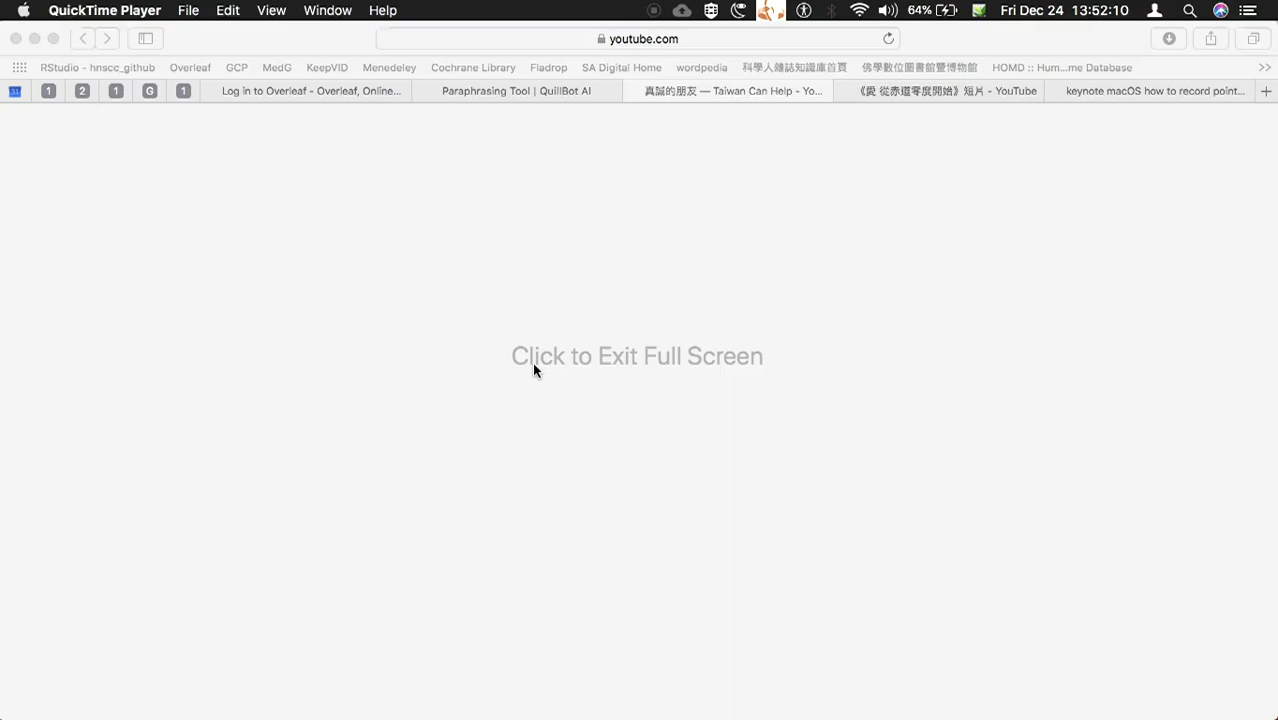 QuickTime Player File Edit View Window Help 64% Fri Dec 24 13:52:10
youtube.com
RStudio - hnscc_github Overleaf GCP MedG KeepVID Menedeley Cochrane Library Fladrop SA Digital Home wordpedia 科學人雜誌知識庫首頁 佛學數位圖書館暨博物館 HOMD :: Hum...me Database >>
31 1 2 1 G 1 Log in to Overleaf - Overleaf, Online... Paraphrasing Tool | QuillBot AI 真誠的朋友 — Taiwan Can Help - Yo... 《愛 從赤道零度開始》短片 - YouTube keynote macOS how to record point... +
Click to Exit Full Screen